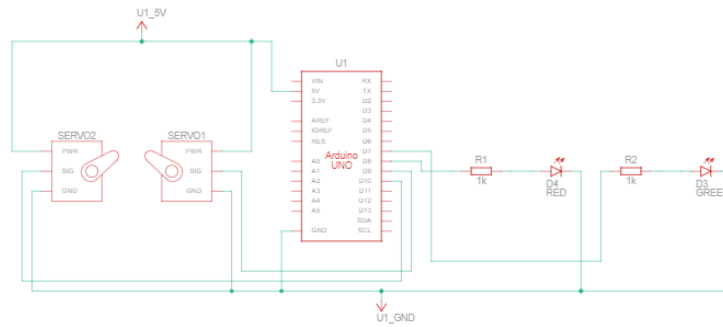 U1_5V
U1
SERVO2
SERVO1
PWR
SIG
GND
PWR
SIG
GND
VIN
5V
3.3V
AREF
IOREF
RES
A0
A1
A2
A3
A4
A5
GND
Arduino
UNO
RX
TX
D2
D3
D4
D5
D6
D7
D8
D9
D10
D11
D12
D13
SDA
SCL
R1
1k
D4
RED
R2
1k
D3
GREE
U1_GND